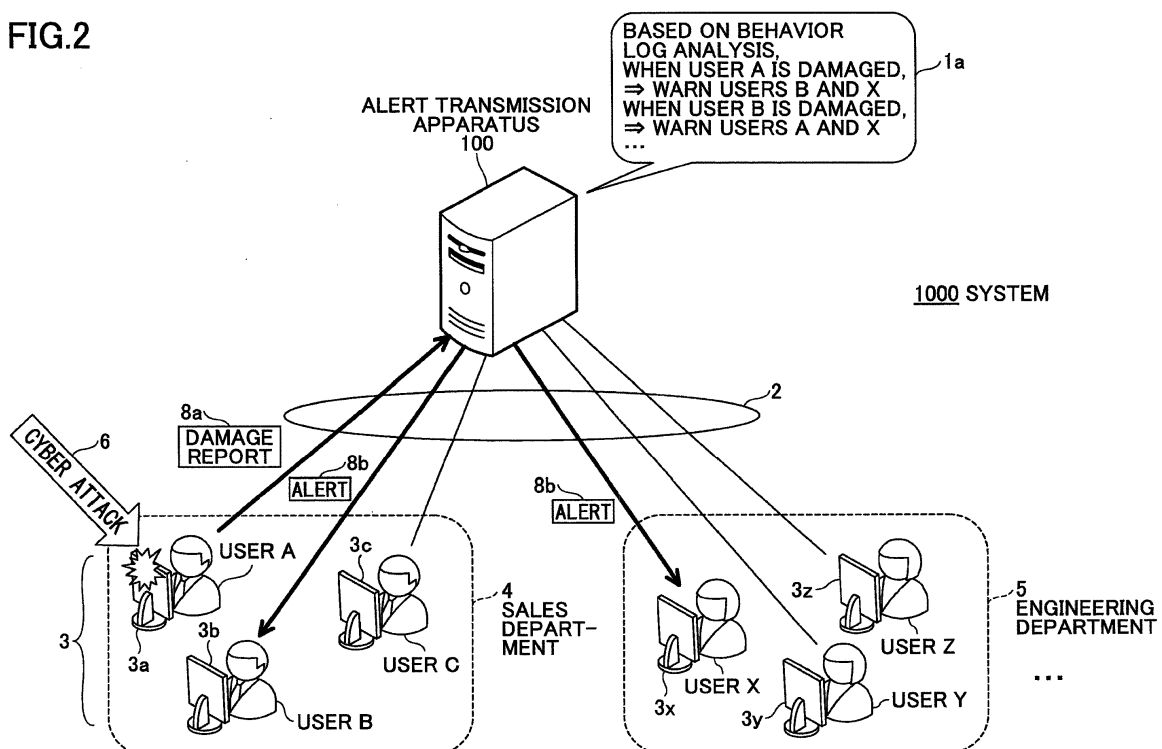 FIG.2
BASED ON BEHAVIOR
LOG ANALYSIS,
WHEN USER A IS DAMAGED,
⇒ WARN USERS B AND X
WHEN USER B IS DAMAGED,
⇒ WARN USERS A AND X
...
1a
ALERT TRANSMISSION
APPARATUS
100
1000 SYSTEM
2
8a
DAMAGE
REPORT
6
CYBER ATTACK
8b
ALERT
8b
ALERT
USER A
3a
3
3b
USER B
3c
USER C
4
SALES
DEPART-
MENT
3x
USER X
3y
USER Y
3z
USER Z
5
ENGINEERING
DEPARTMENT
...